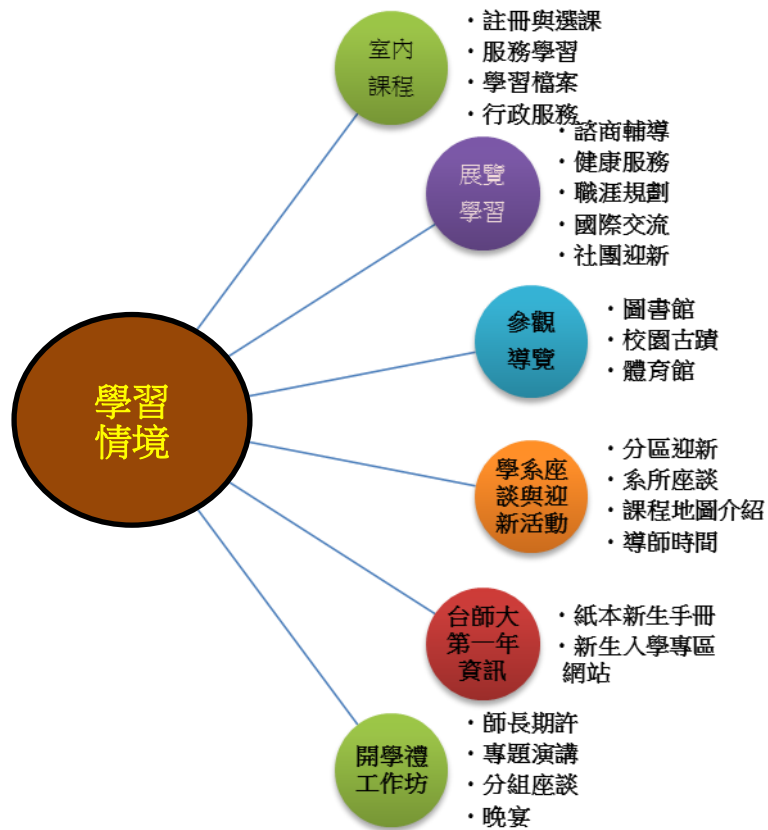 學習
情境
室內
課程
・註冊與選課
・服務學習
・學習檔案
・行政服務
展覽
學習
・諮商輔導
・健康服務
・職涯規劃
・國際交流
・社團迎新
參觀
導覽
・圖書館
・校園古蹟
・體育館
學系座
談與迎
新活動
・分區迎新
・系所座談
・課程地圖介紹
・導師時間
台師大
第一年
資訊
・紙本新生手冊
・新生入學專區
網站
開學禮
工作坊
・師長期許
・專題演講
・分組座談
・晚宴